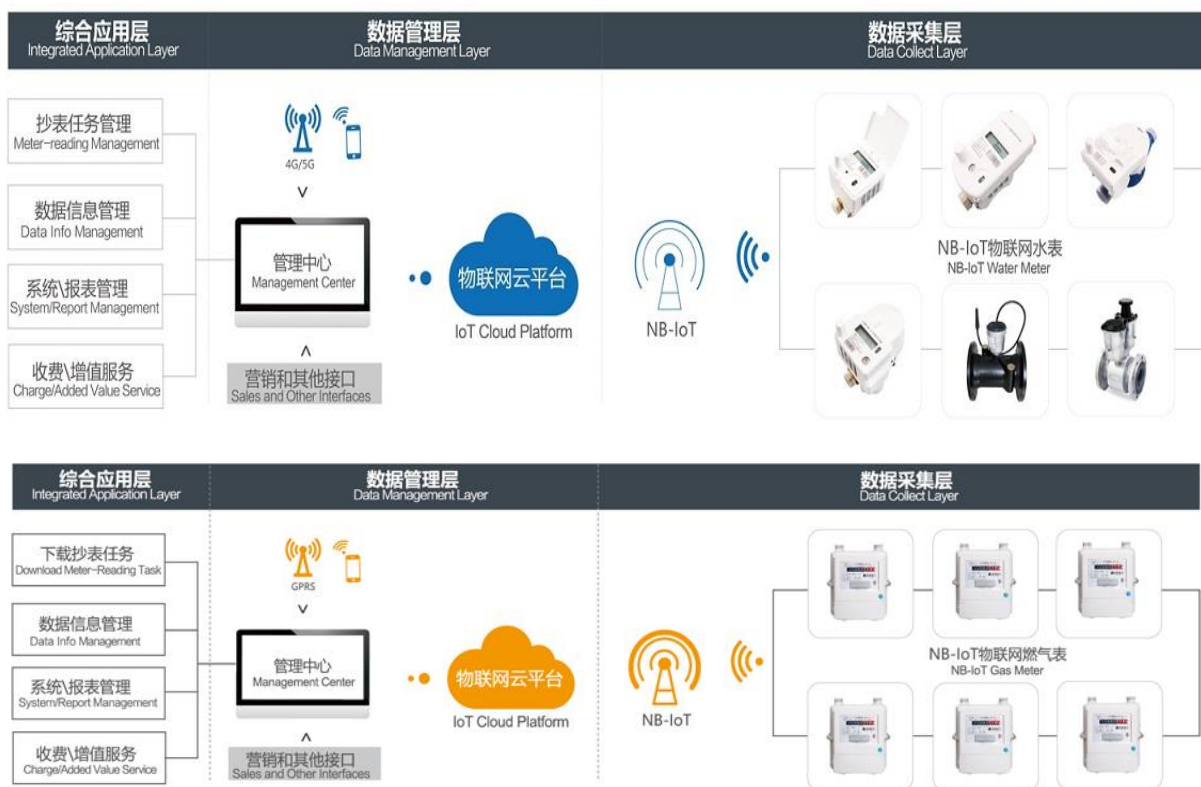 综合应用层
Integrated Application Layer
数据管理层
Data Management Layer
数据采集层
Data Collect Layer
抄表任务管理
Meter-reading Management
数据信息管理
Data Info Management
系统\报表管理
System/Report Management
收费\增值服务
Charge/Added Value Service
4G/5G
管理中心
Management Center
营销和其他接口
Sales and Other Interfaces
物联网云平台
IoT Cloud Platform
NB-IoT
NB-IoT物联网水表
NB-IoT Water Meter
综合应用层
Integrated Application Layer
数据管理层
Data Management Layer
数据采集层
Data Collect Layer
下载抄表任务
Download Meter-Reading Task
数据信息管理
Data Info Management
系统\报表管理
System/Report Management
收费\增值服务
Charge/Added Value Service
GPRS
管理中心
Management Center
营销和其他接口
Sales and Other Interfaces
物联网云平台
IoT Cloud Platform
NB-IoT
NB-IoT物联网燃气表
NB-IoT Gas Meter